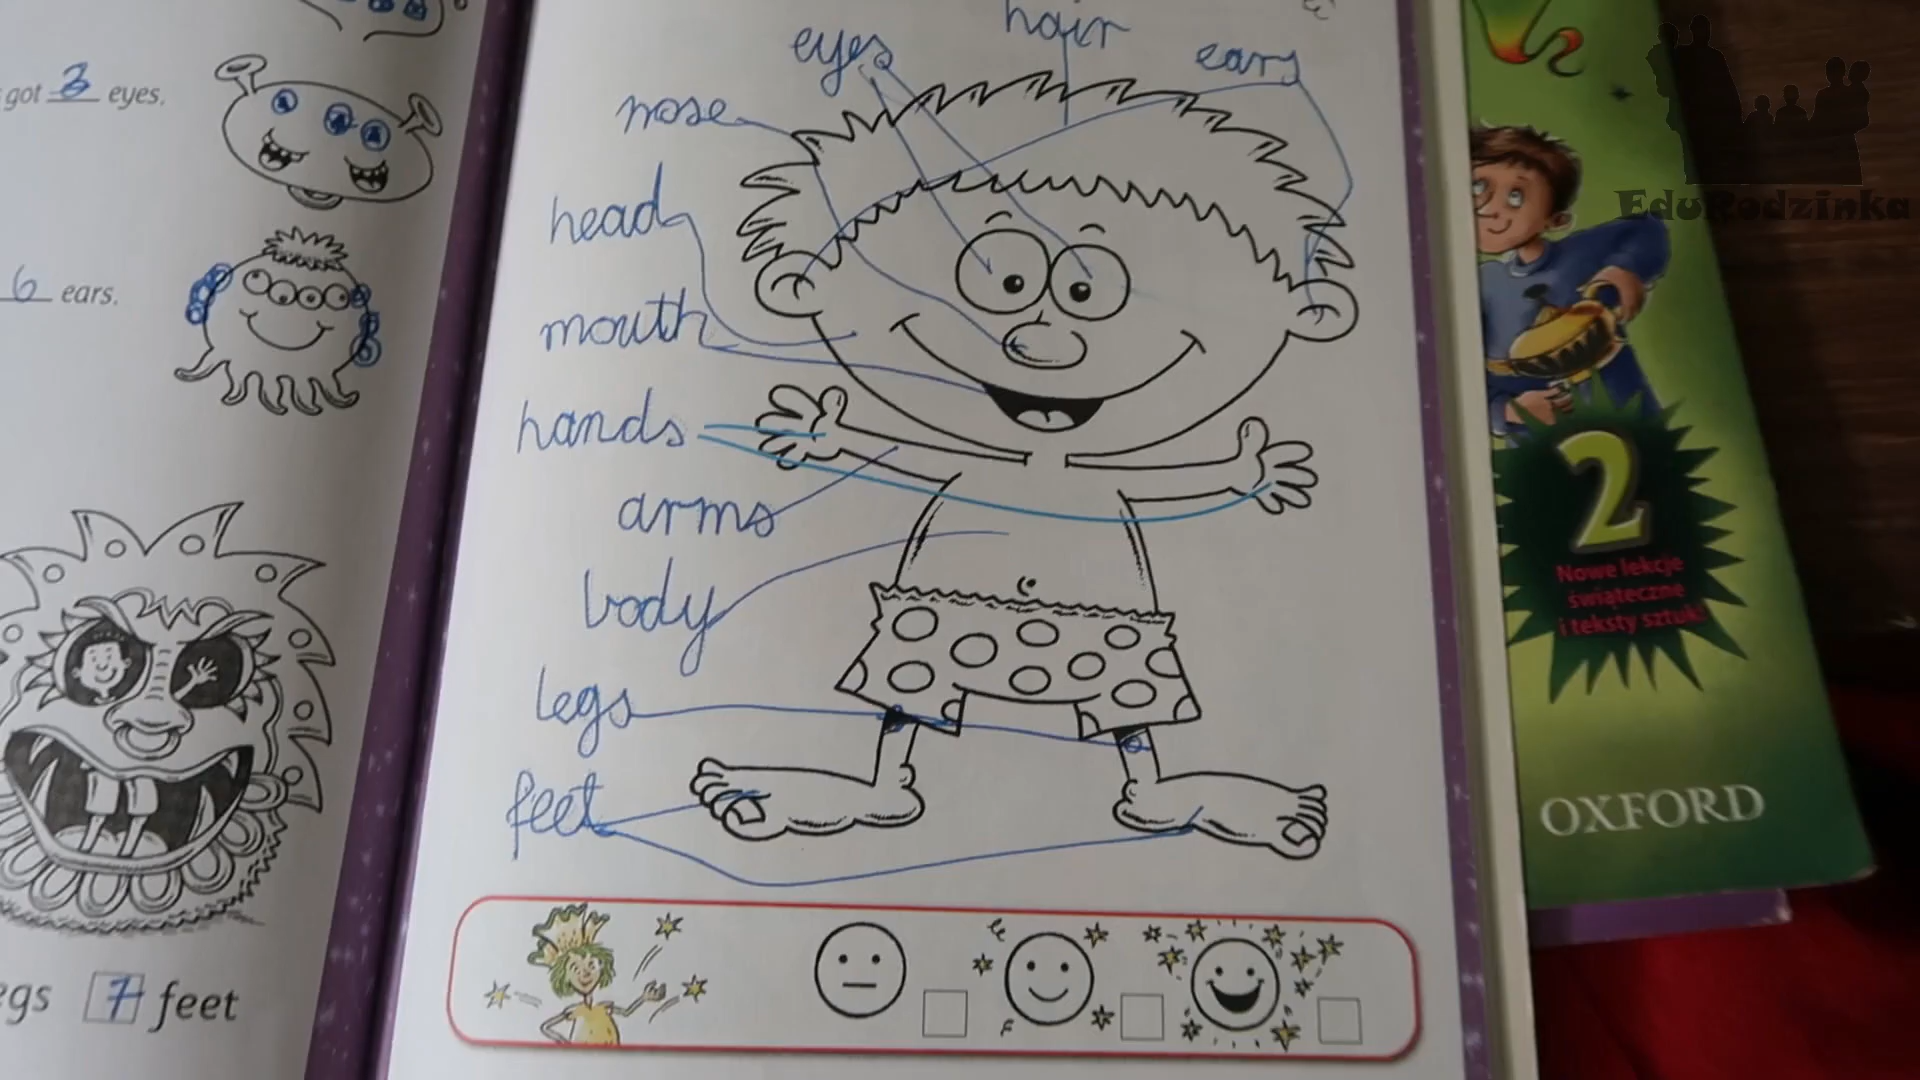 got 3 eyes.
6 ears.
egs 7 feet
hair
eyes
ears
nose
head
mouth
hands
arms
body
legs
feet
EduRodzinka
2
Nowe lekcje
świąteczne
i teksty sztuk!
OXFORD